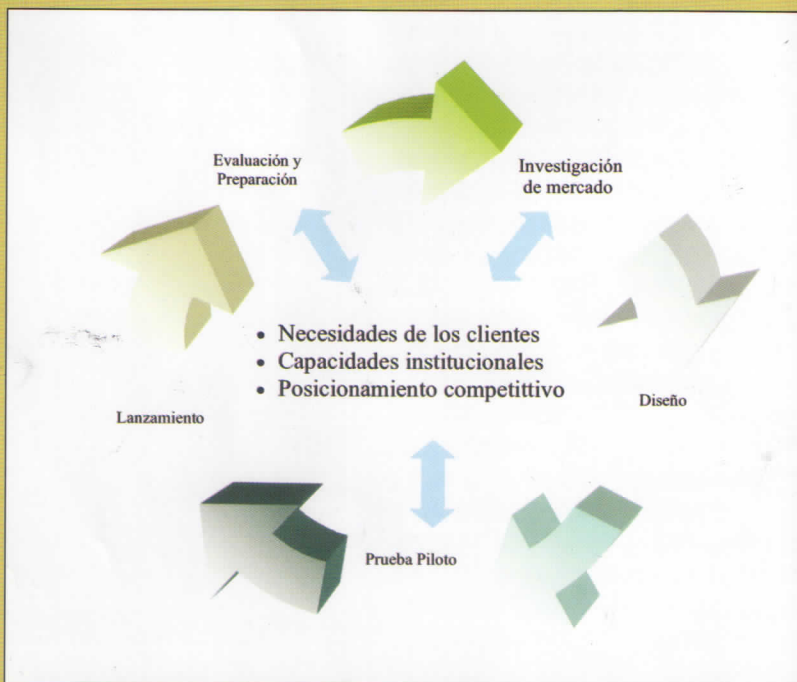 Evaluación y
Preparación
Investigación
de mercado
• Necesidades de los clientes
• Capacidades institucionales
• Posicionamiento competittivo
Lanzamiento
Diseño
Prueba Piloto